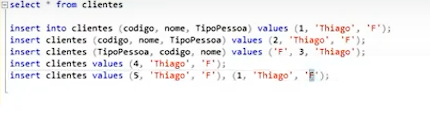 select * from clientes
insert into clientes (codigo, nome, TipoPessoa) values (1, 'Thiago', 'F');
insert clientes (codigo, nome, TipoPessoa) values (2, 'Thiago', 'F');
insert clientes (TipoPessoa, codigo, nome) values ('F', 3, 'Thiago');
insert clientes values (4, 'Thiago', 'F');
insert clientes values (5, 'Thiago', 'F'), (1, 'Thiago', 'F');